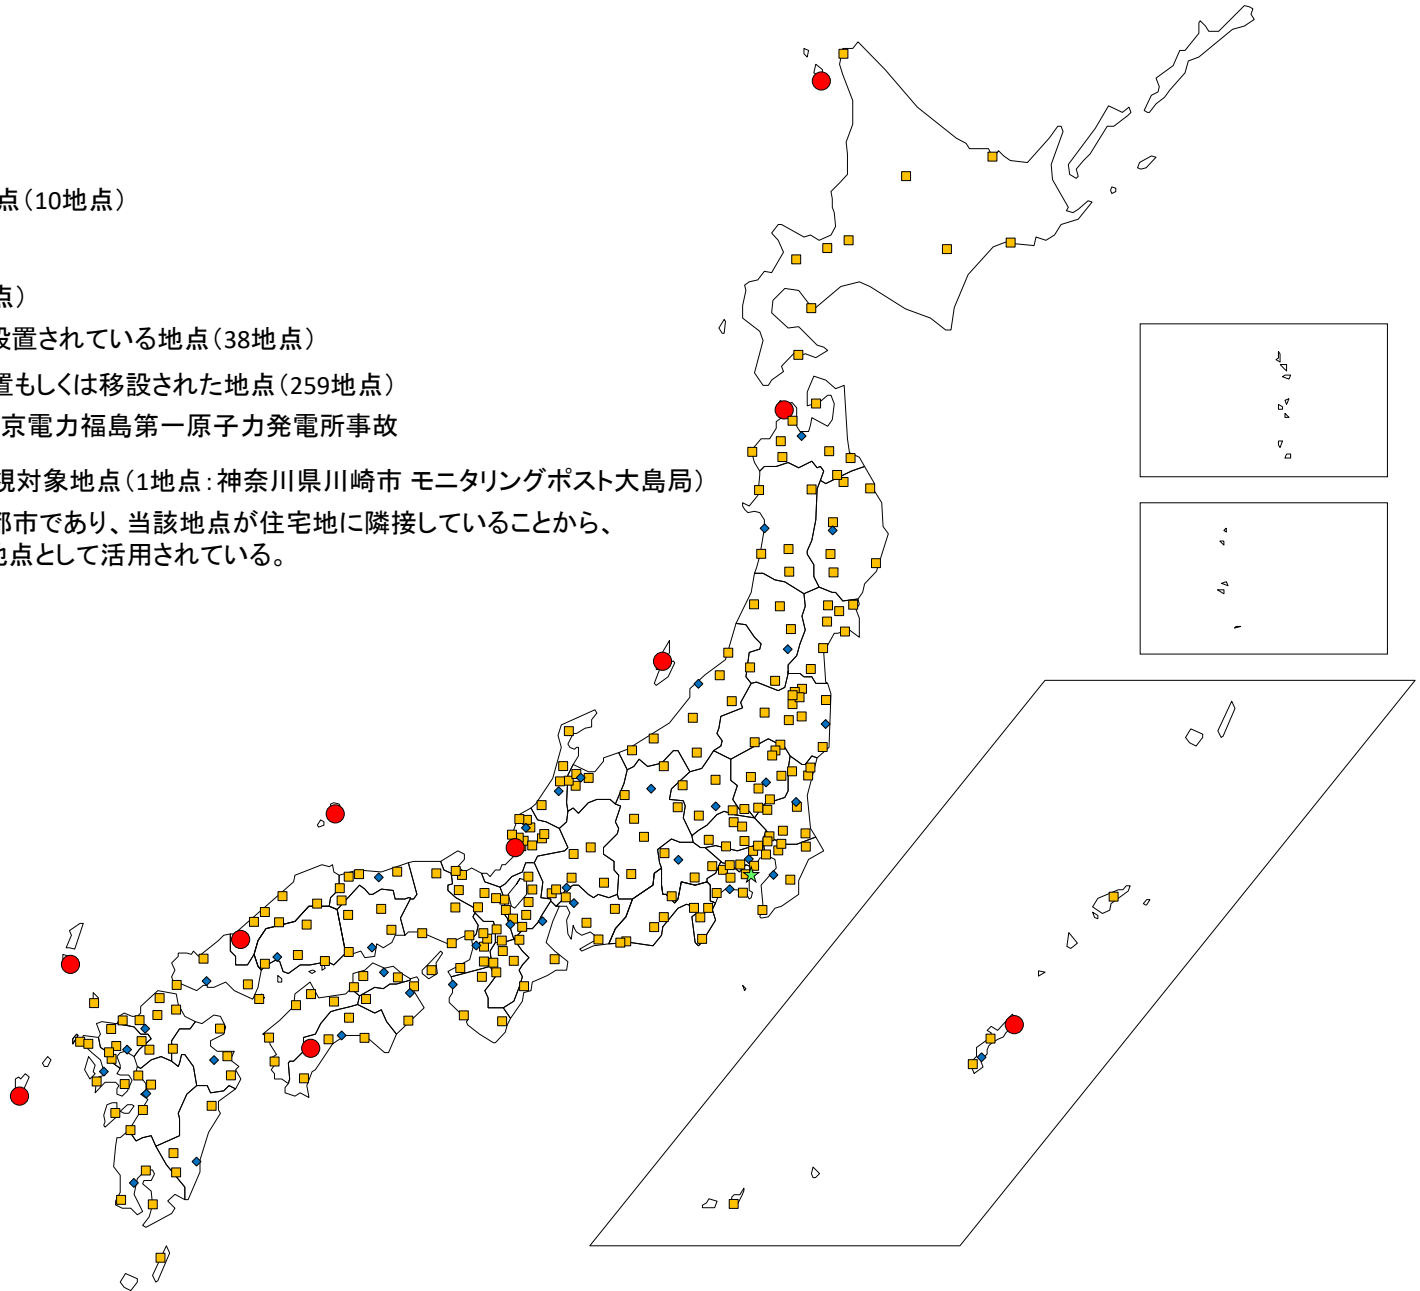 点（10地点）
点）
設置されている地点（38地点）
置もしくは移設された地点（259地点）
京電力福島第一原子力発電所事故
視対象地点（1地点：神奈川県川崎市 モニタリングポスト大島局）
都市であり、当該地点が住宅地に隣接していることから、
地点として活用されている。